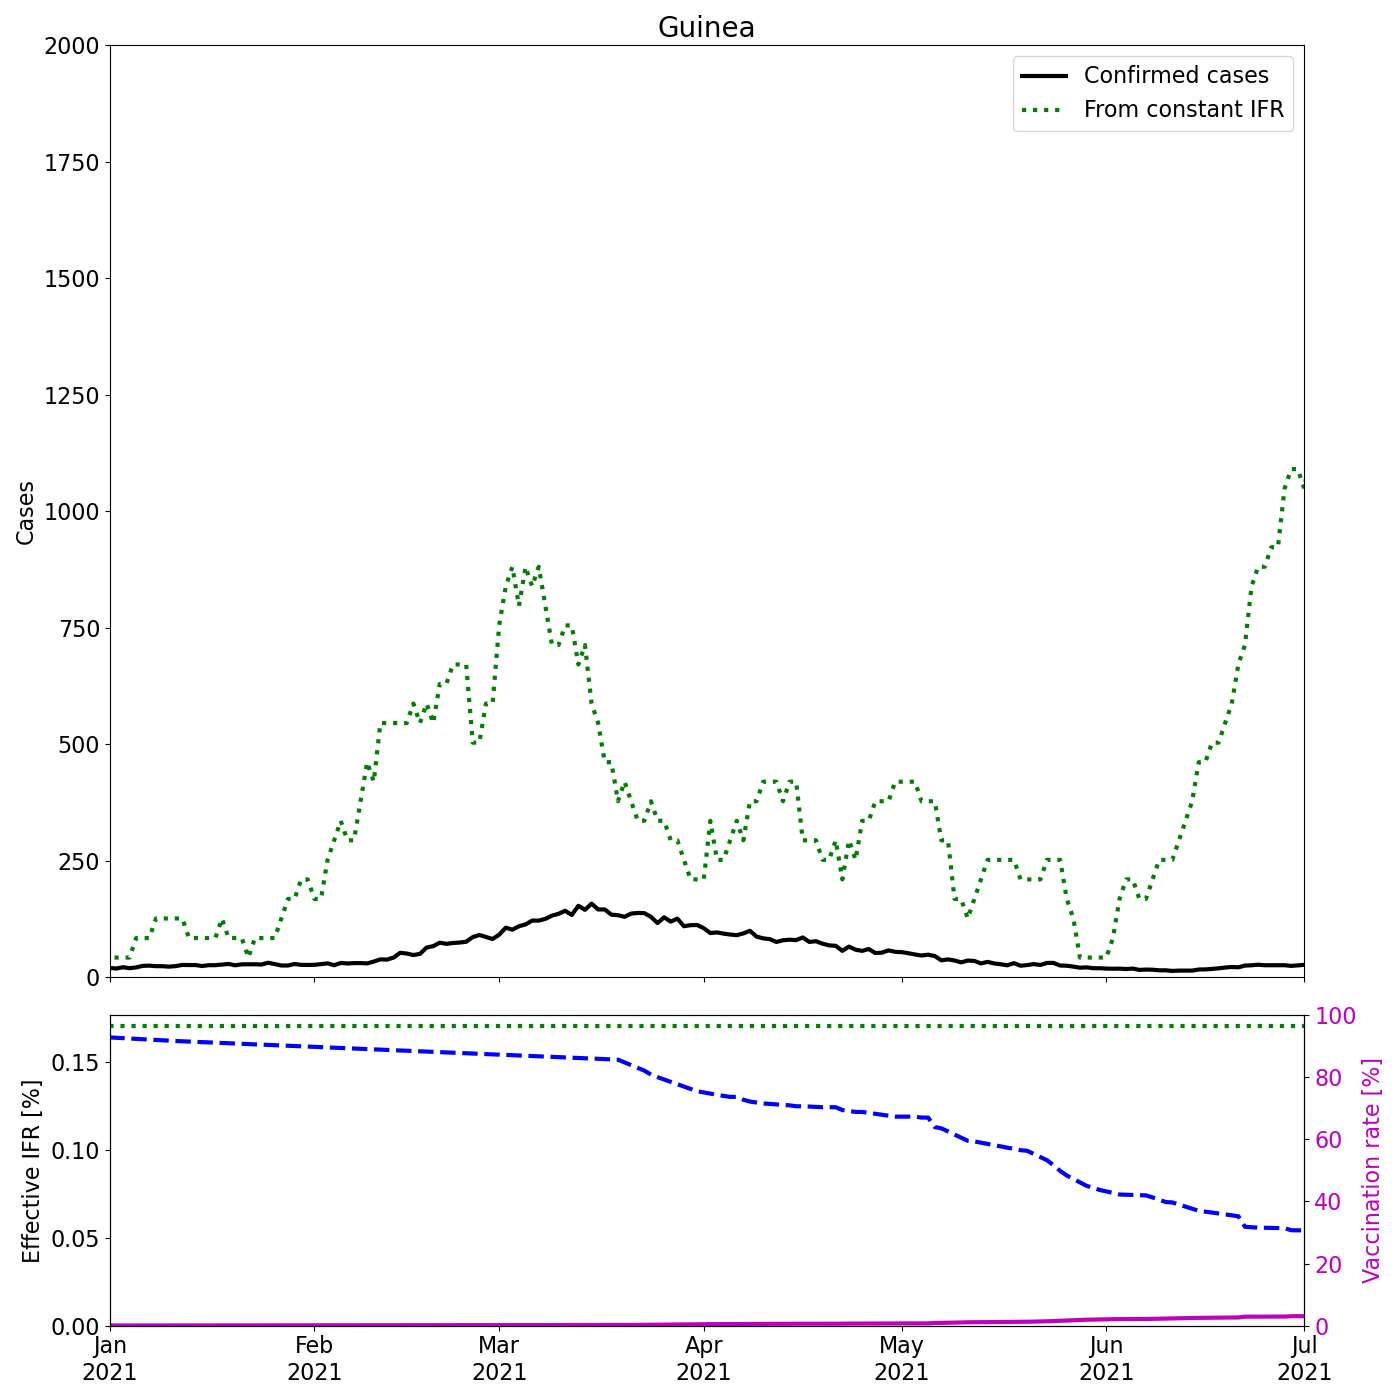 Guinea
2000
1750
1500
1250
1000
750
500
250
0
Cases
Confirmed cases
From constant IFR
0.15
0.10
0.05
0.00
Effective IFR [%]
100
80
60
40
20
0
Vaccination rate [%]
Jan
2021
Feb
2021
Mar
2021
Apr
2021
May
2021
Jun
2021
Jul
2021